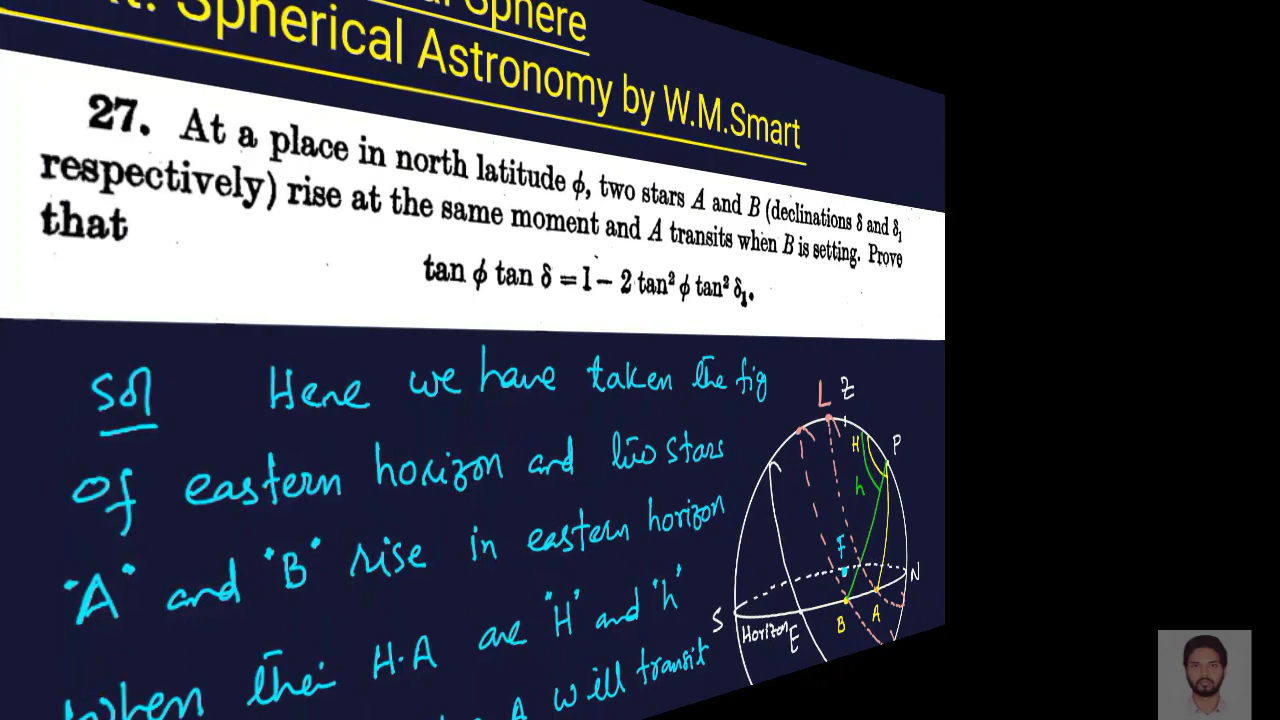 Sphere
Spherical Astronomy by W.M.Smart
27. At a place in north latitude ϕ, two stars A and B (declinations δ and δ₁
respectively) rise at the same moment and A transits when B is setting. Prove
that
tan ϕ tan δ = 1 − 2 tan² ϕ tan² δ₁.
Sol Here we have taken the fig
of eastern horizon and two stars
"A" and "B" rise in eastern horizon
When their H.A are "H" and "h"
A will transit
L Z
H P
h
F
N
S Horizon E B A